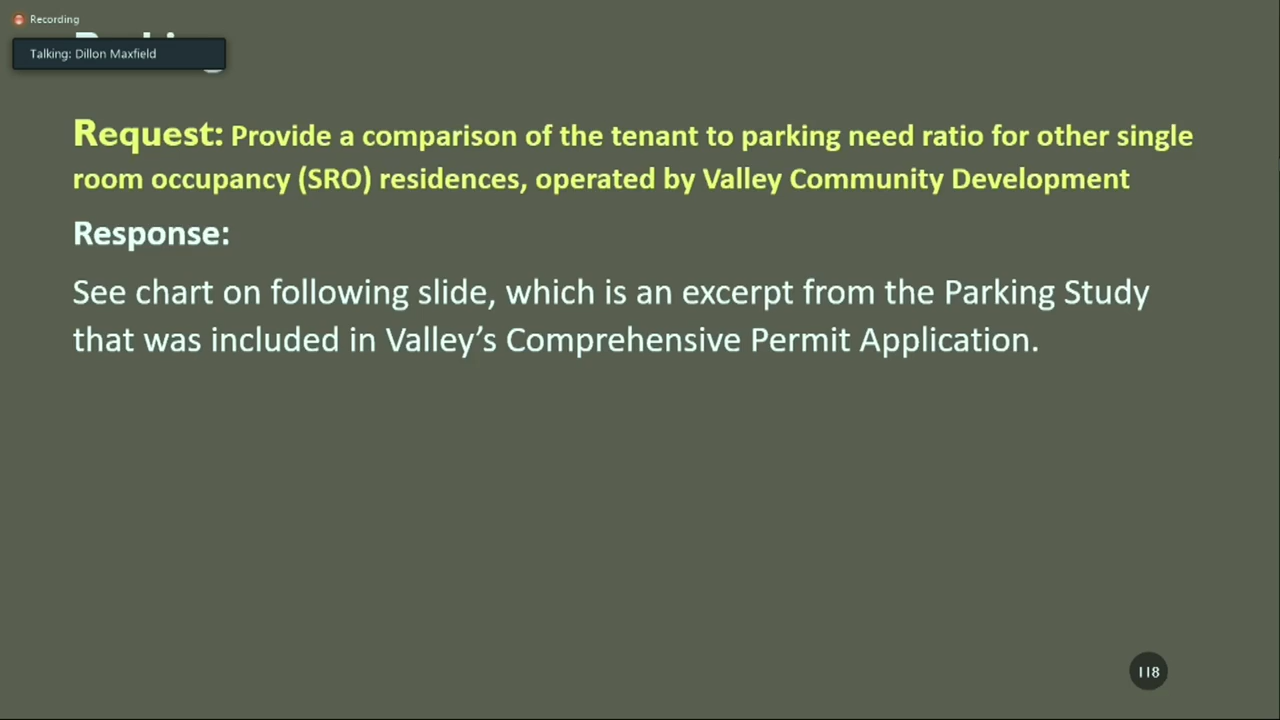 Recording
Talking: Dillon Maxfield
Request: Provide a comparison of the tenant to parking need ratio for other single
room occupancy (SRO) residences, operated by Valley Community Development
Response:
See chart on following slide, which is an excerpt from the Parking Study
that was included in Valley’s Comprehensive Permit Application.
118